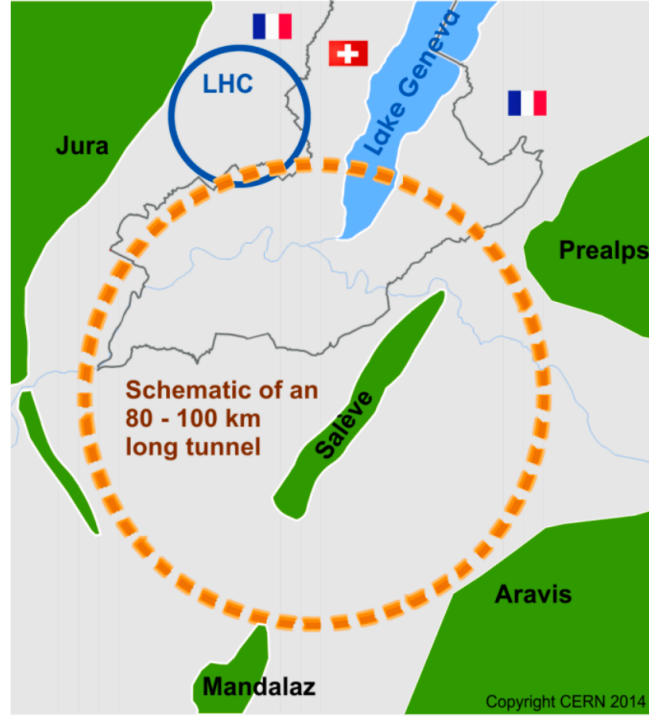 LHC
Lake Geneva
Jura
Prealps
Schematic of an
80 - 100 km
long tunnel
Salève
Aravis
Mandalaz
Copyright CERN 2014